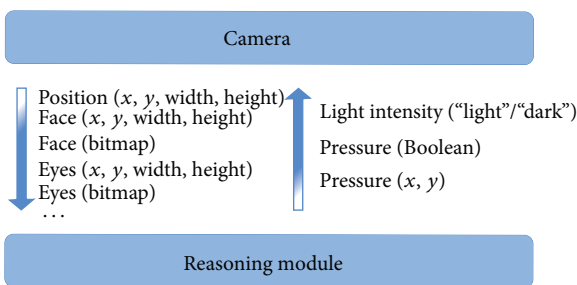 Camera
Position (x, y, width, height)
Face (x, y, width, height)
Face (bitmap)
Eyes (x, y, width, height)
Eyes (bitmap)
...
Light intensity (“light”/“dark”)
Pressure (Boolean)
Pressure (x, y)
Reasoning module